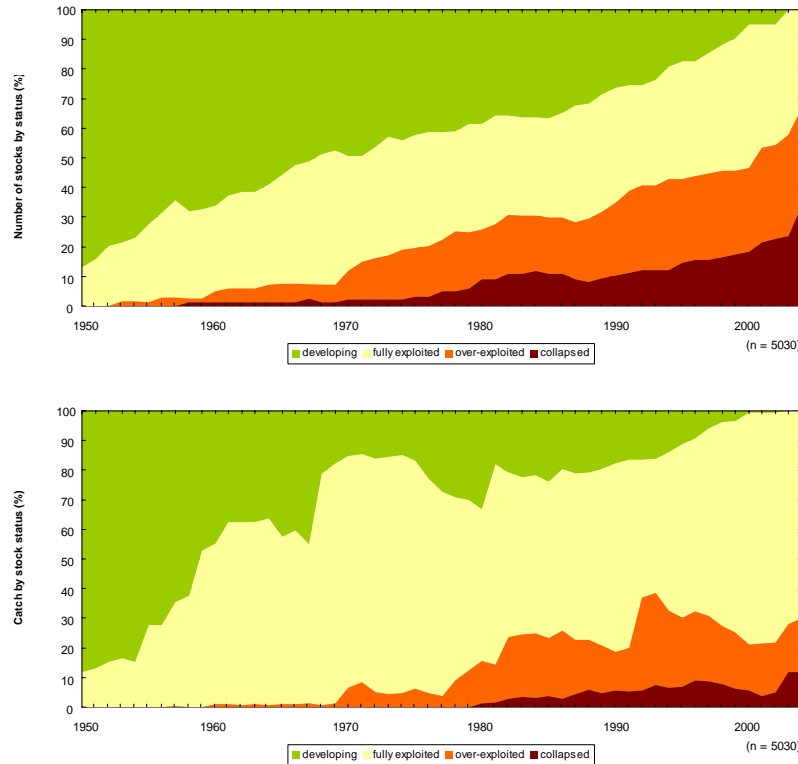 Number of stocks by status (%)
100
90
80
70
60
50
40
30
20
10
0
1950 1960 1970 1980 1990 2000
(n = 5030)
developing fully exploited over-exploited collapsed
Catch by stock status (%)
100
90
80
70
60
50
40
30
20
10
0
1950 1960 1970 1980 1990 2000
(n = 5030)
developing fully exploited over-exploited collapsed